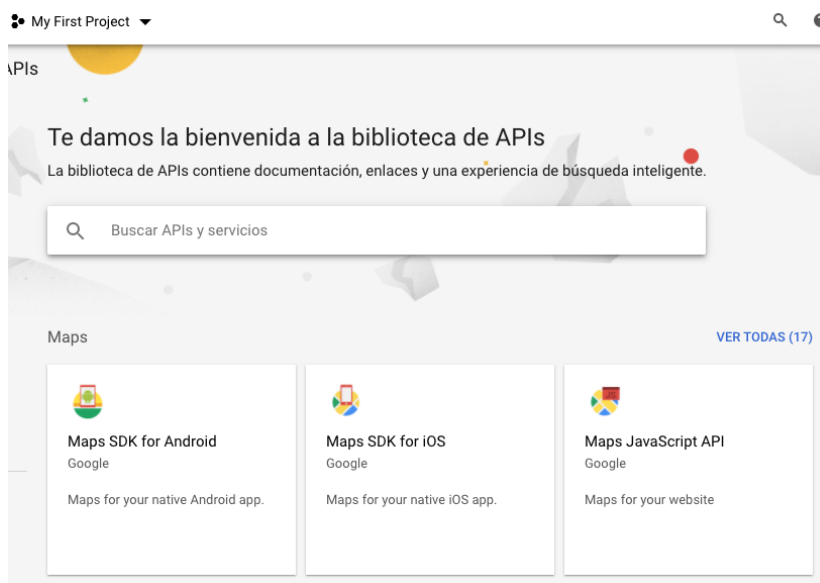 My First Project
APIs
Te damos la bienvenida a la biblioteca de APIs
La biblioteca de APIs contiene documentación, enlaces y una experiencia de búsqueda inteligente.
Buscar APIs y servicios
Maps
VER TODAS (17)
Maps SDK for Android
Google
Maps for your native Android app.
Maps SDK for iOS
Google
Maps for your native iOS app.
JS
Maps JavaScript API
Google
Maps for your website